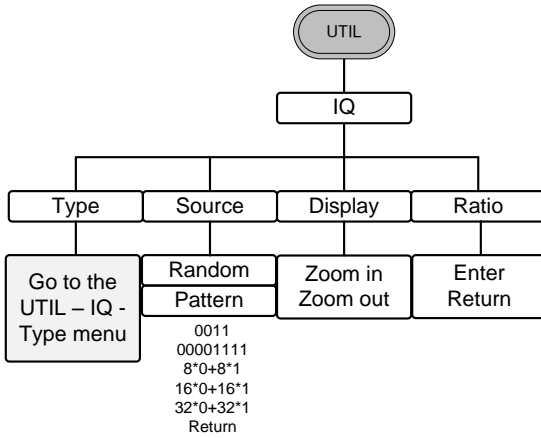 UTIL
IQ
Type
Source
Display
Ratio
Go to the
UTIL – IQ -
Type menu
Random
Pattern
0011
00001111
8*0+8*1
16*0+16*1
32*0+32*1
Return
Zoom in
Zoom out
Enter
Return